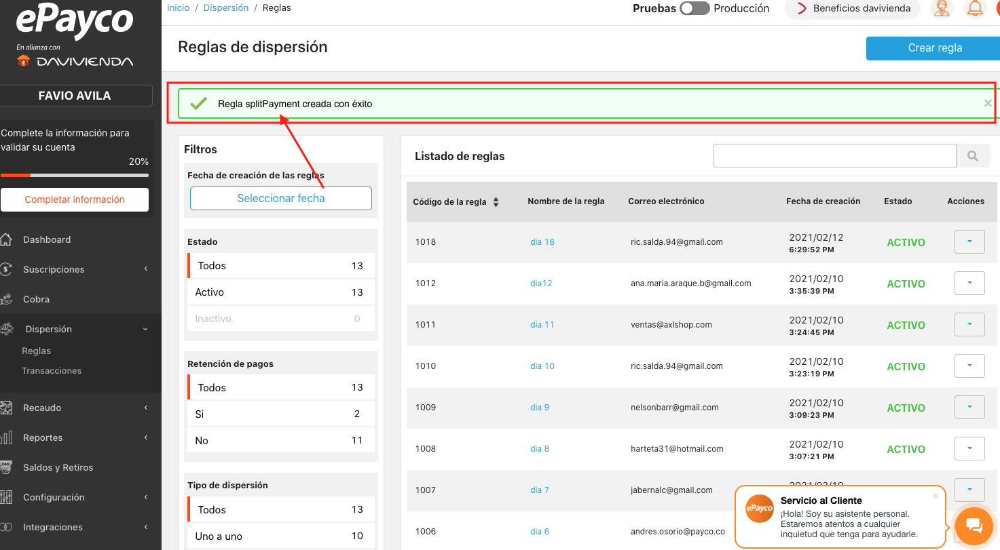 ePayco
En alianza con
DAVIVIENDA
FAVIO AVILA
Complete la información para
validar su cuenta
20%
Completar información
Dashboard
Suscripciones
Cobra
Dispersión
Reglas
Transacciones
Recaudo
Reportes
Saldos y Retiros
Configuración
Integraciones
Inicio / Dispersión / Reglas
Pruebas Producción
Beneficios davivienda
Reglas de dispersión
Crear regla
Regla splitPayment creada con éxito
Filtros
Fecha de creación de las reglas
Seleccionar fecha
Estado
Todos 13
Activo 13
Inactivo 0
Retención de pagos
Todos 13
Si 2
No 11
Tipo de dispersión
Todos 13
Uno a uno 10
Listado de reglas
Código de la regla Nombre de la regla Correo electrónico Fecha de creación Estado Acciones
1018 dia 18 ric.salda.94@gmail.com 2021/02/12 ACTIVO
6:29:52 PM
1012 dia12 ana.maria.araque.b@gmail.com 2021/02/10 ACTIVO
3:35:39 PM
1011 dia 11 ventas@axlshop.com 2021/02/10 ACTIVO
3:24:45 PM
1010 dia 10 ric.salda.94@gmail.com 2021/02/10 ACTIVO
3:23:19 PM
1009 dia 9 nelsonbarr@gmail.com 2021/02/10 ACTIVO
3:09:23 PM
1008 dia 8 harteta31@hotmail.com 2021/02/10 ACTIVO
3:07:21 PM
1007 dia 7 jabernalc@gmail.com 2021/02/10
1006 dia 6 andres.osorio@payco.co
ePayco
Servicio al Cliente
¡Hola! Soy su asistente personal.
Estaremos atentos a cualquier
inquietud que tenga para ayudarle.